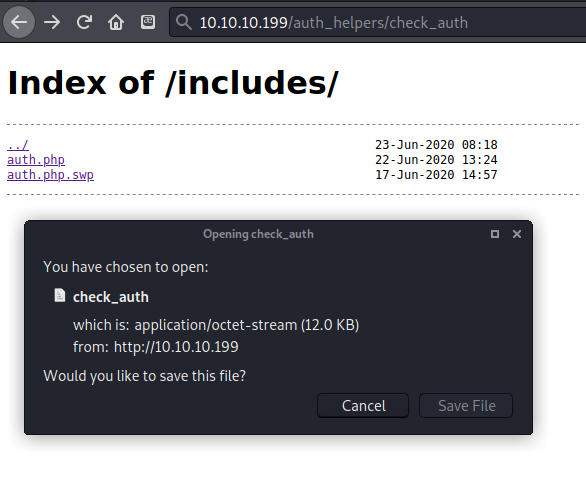 10.10.10.199/auth_helpers/check_auth
Index of /includes/
../ 23-Jun-2020 08:18
auth.php 22-Jun-2020 13:24
auth.php.swp 17-Jun-2020 14:57
Opening check_auth
You have chosen to open:
check_auth
which is: application/octet-stream (12.0 KB)
from: http://10.10.10.199
Would you like to save this file?
Cancel Save File